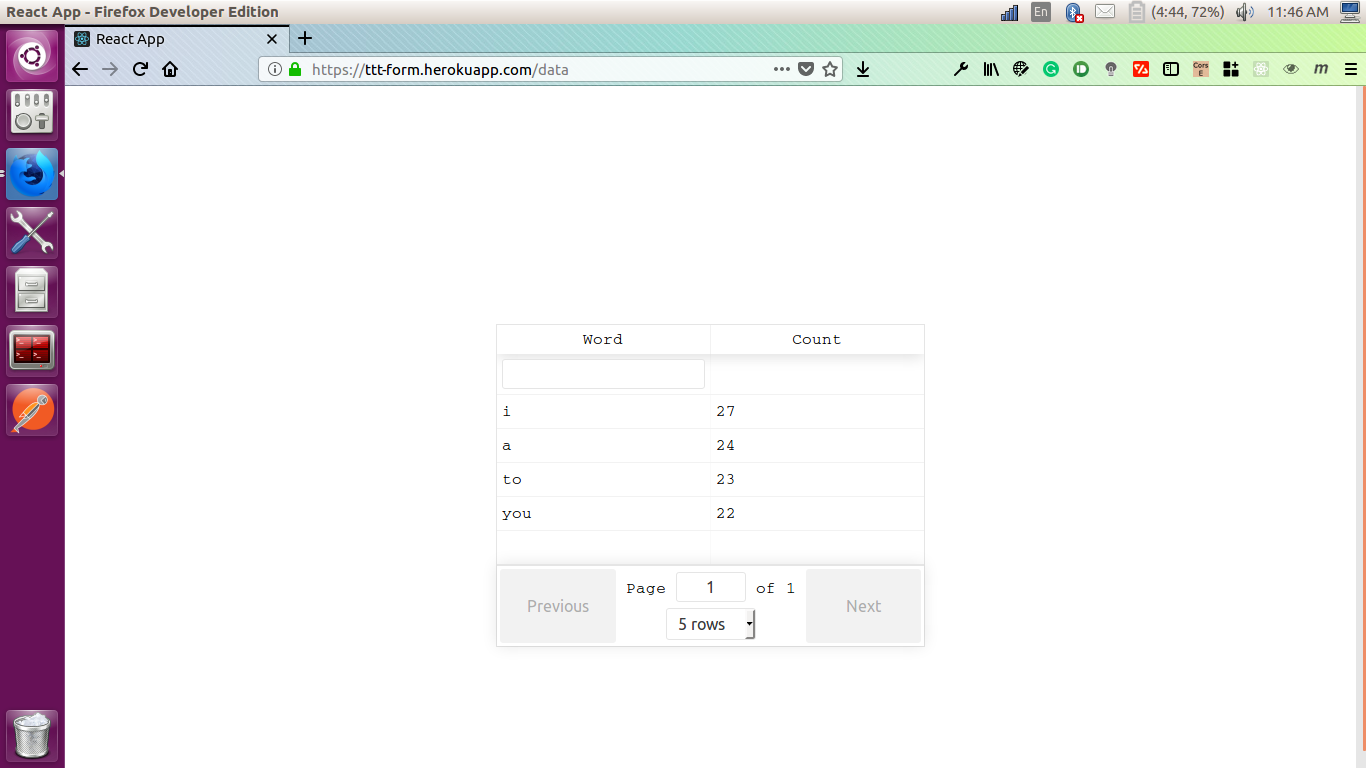 React App - Firefox Developer Edition
En
(4:44, 72%)
11:46 AM
React App
https://ttt-form.herokuapp.com/data
Cors
E
m
Word Count
i 27
a 24
to 23
you 22
Previous
Page 1 of 1
5 rows
Next